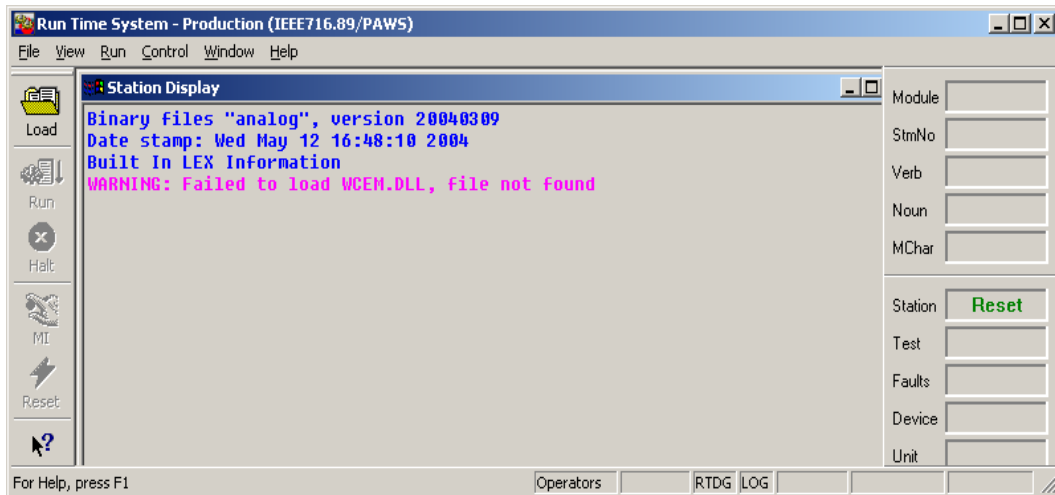 Run Time System - Production (IEEE716.89/PAWS)
File View Run Control Window Help
Load
Run
Halt
MI
Reset
Station Display
Binary files "analog", version 20040309
Date stamp: Wed May 12 16:48:10 2004
Built In LEX Information
WARNING: Failed to load WCEM.DLL, file not found
Module
StmNo
Verb
Noun
MChar
Station Reset
Test
Faults
Device
Unit
For Help, press F1 Operators RTDG LOG